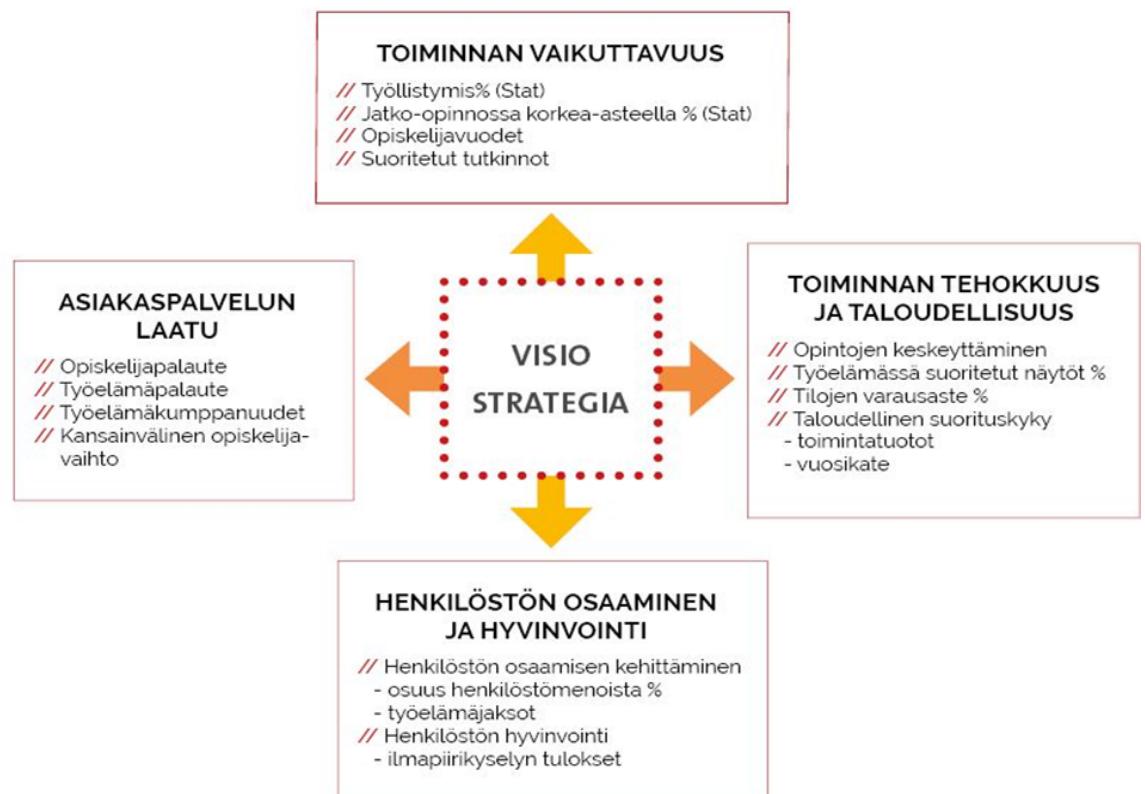 TOIMINNAN VAIKUTTAVUUS
// Työllistymis% (Stat)
// Jatko-opinnossa korkea-asteella % (Stat)
// Opiskelijavuodet
// Suoritetut tutkinnot
ASIAKASPALVELUN
LAATU
// Opiskelijapalaute
// Työelämäpalaute
// Työelämäkumppanuudet
// Kansainvälinen opiskelija-
vaihto
VISIO
STRATEGIA
TOIMINNAN TEHOKKUUS
JA TALOUDELLISUUS
// Opintojen keskeyttäminen
// Työelämässä suoritetut näytöt %
// Tilojen varausaste %
// Taloudellinen suorituskyky
- toimintatuotot
- vuosikate
HENKILÖSTÖN OSAAMINEN
JA HYVINVOINTI
// Henkilöstön osaamisen kehittäminen
- osuus henkilöstömenoista %
- työelämäjaksot
// Henkilöstön hyvinvointi
- ilmapiirikyselyn tulokset